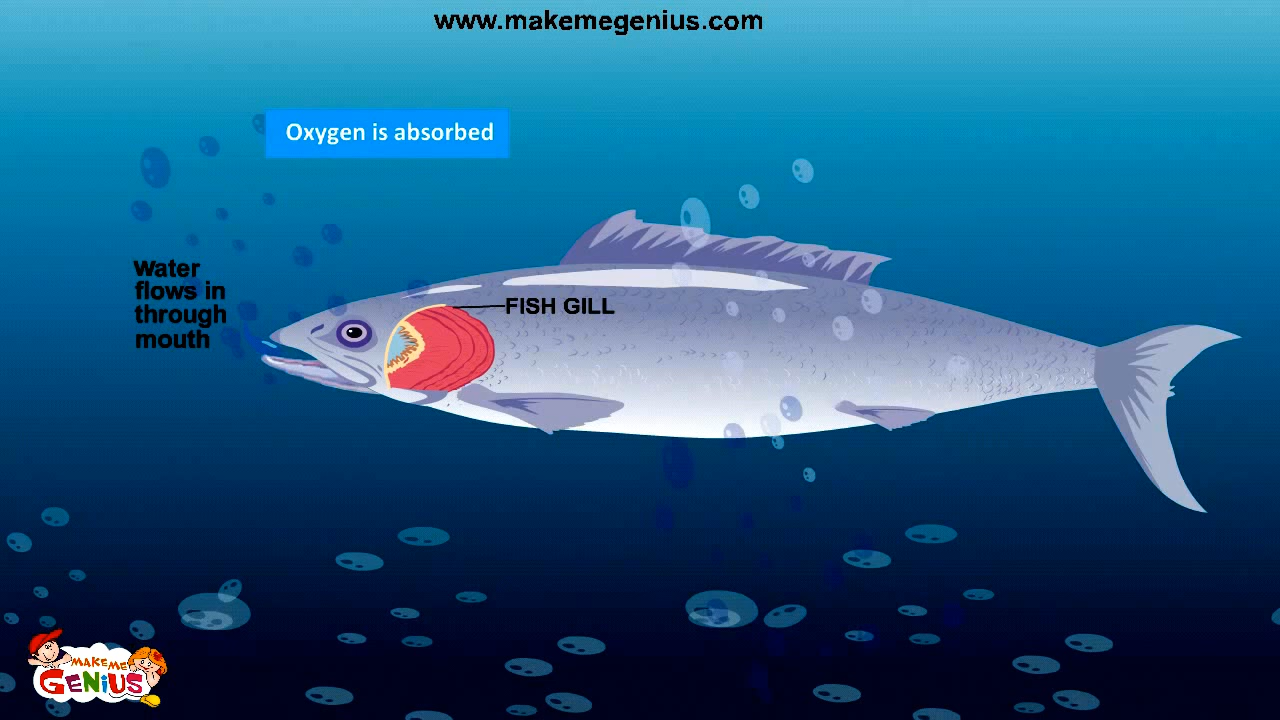 www.makemegenius.com
Oxygen is absorbed
Water
flows in
through
mouth
FISH GILL
MAKE ME
GENiUS